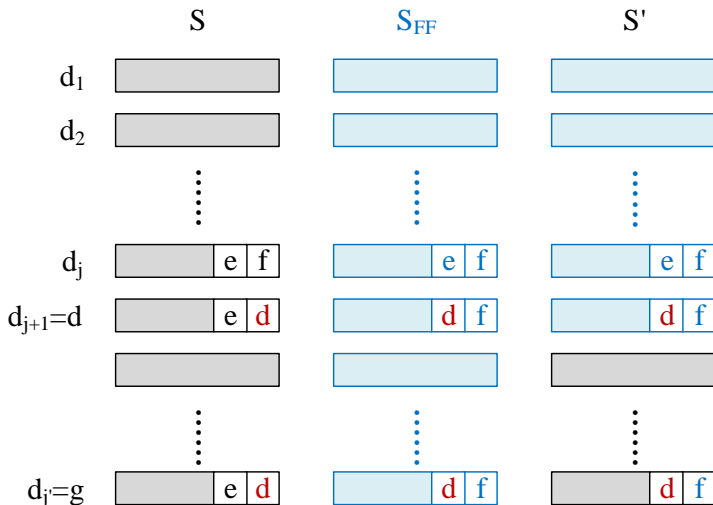 S S_FF S'
d_1
d_2
d_j e f e f e f
d_{j+1}=d e d d f d f
d_{j'}=g e d d f d f